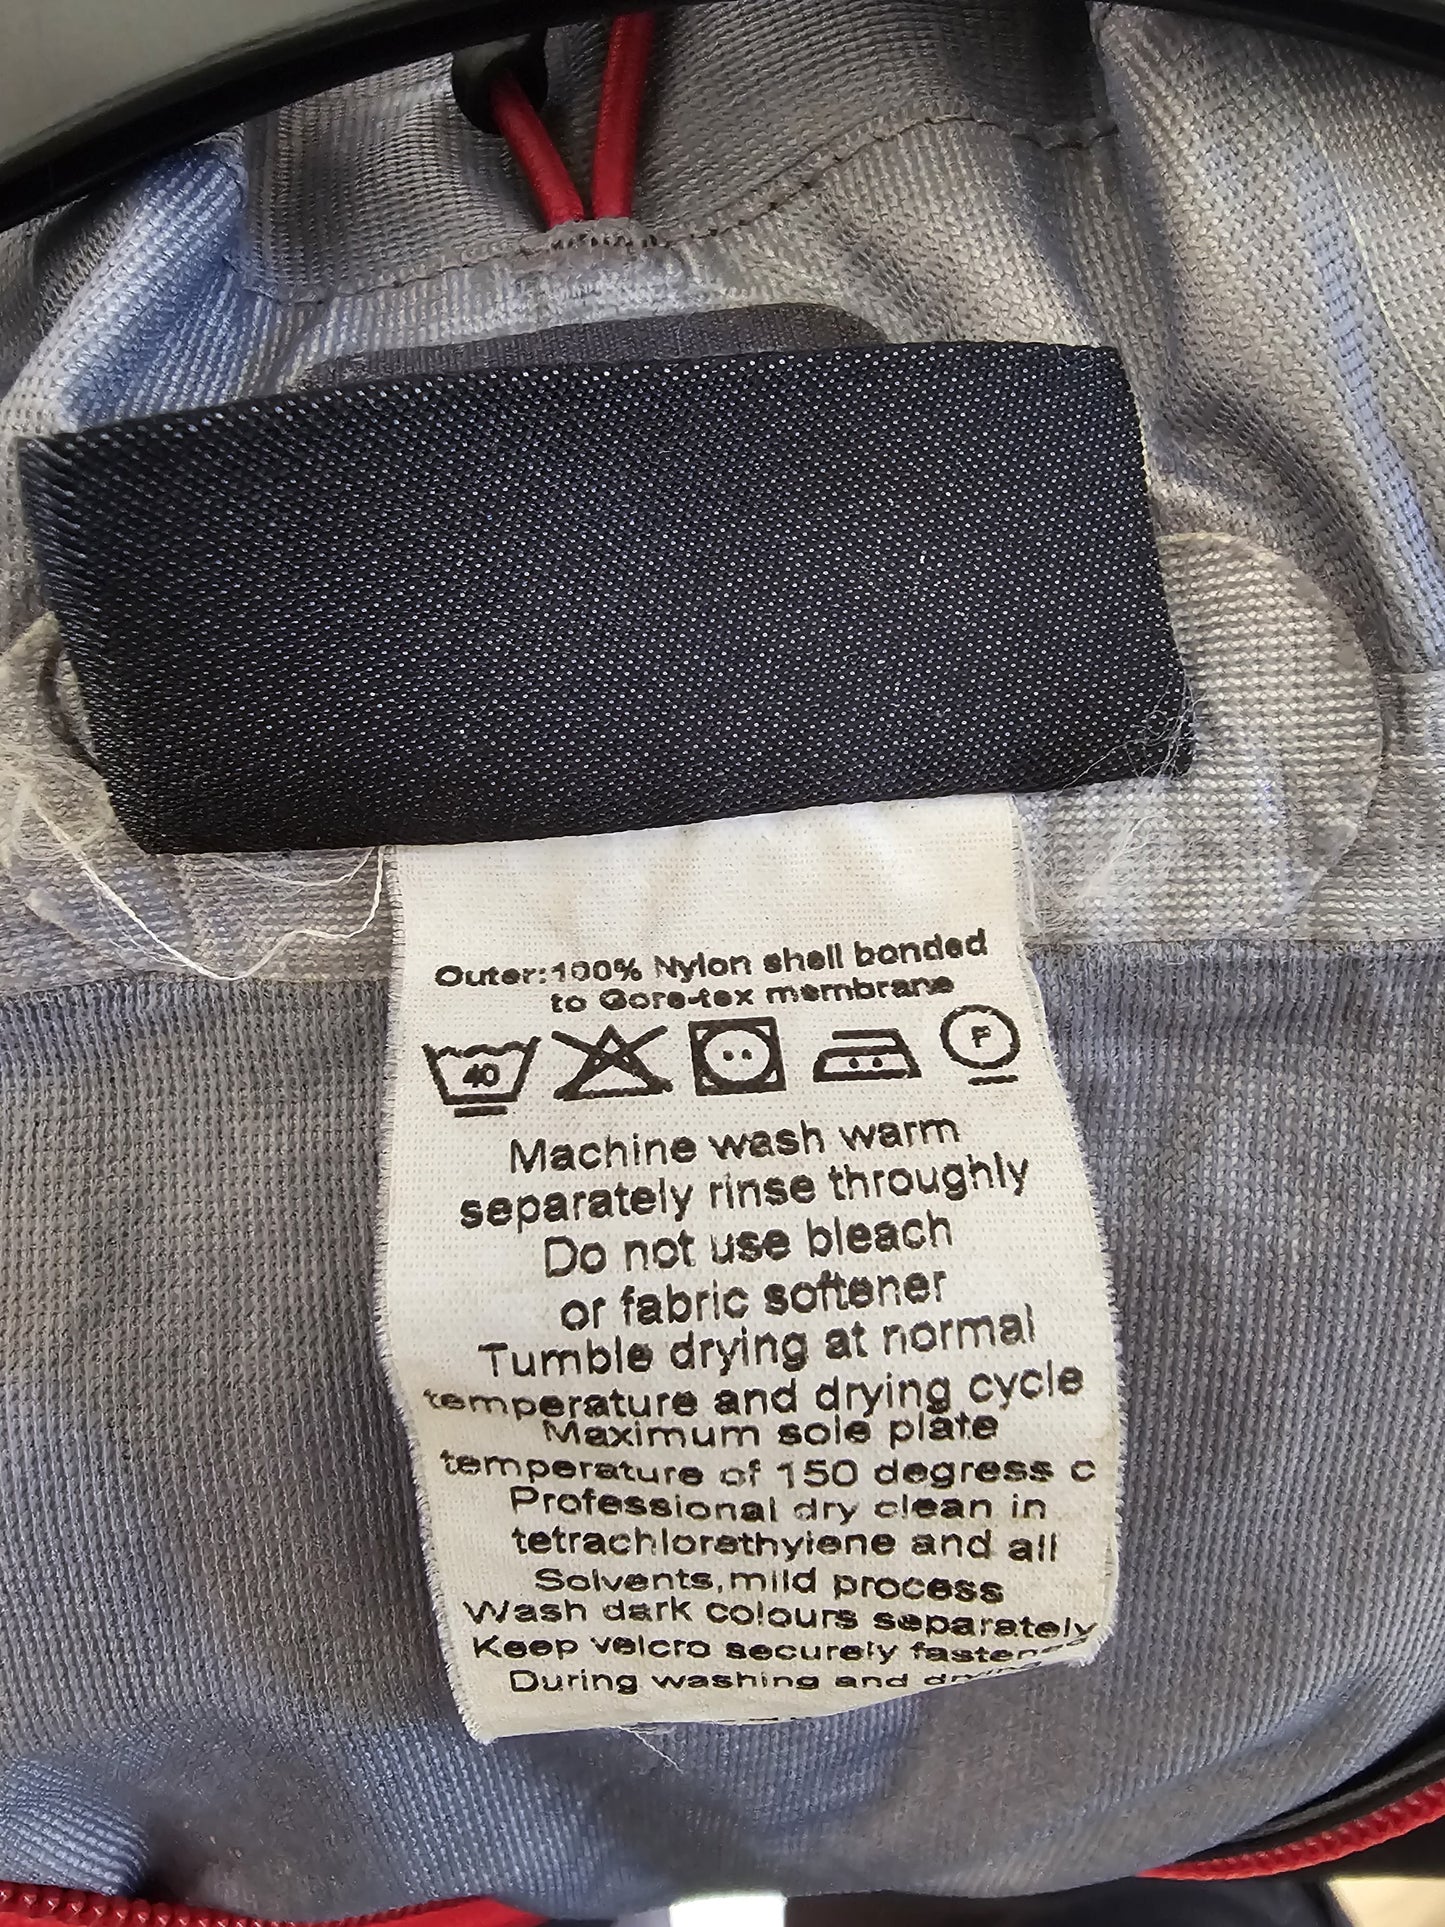 Outer:100% Nylon shell bonded
to Gore-tex membrane
40 F
Machine wash warm
separately rinse throughly
Do not use bleach
or fabric softener
Tumble drying at normal
temperature and drying cycle
Maximum sole plate
temperature of 150 degress c
Professional dry clean in
tetrachlorethylene and all
Solvents,mild process
Wash dark colours separately
Keep velcro securely fastened
During washing and drying